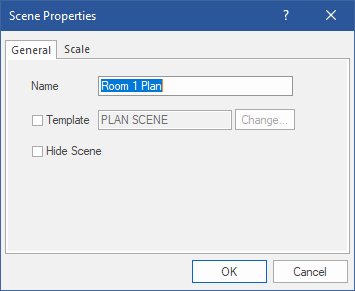 Scene Properties ? ×
General Scale
Name Room 1 Plan
Template PLAN SCENE Change...
Hide Scene
OK Cancel